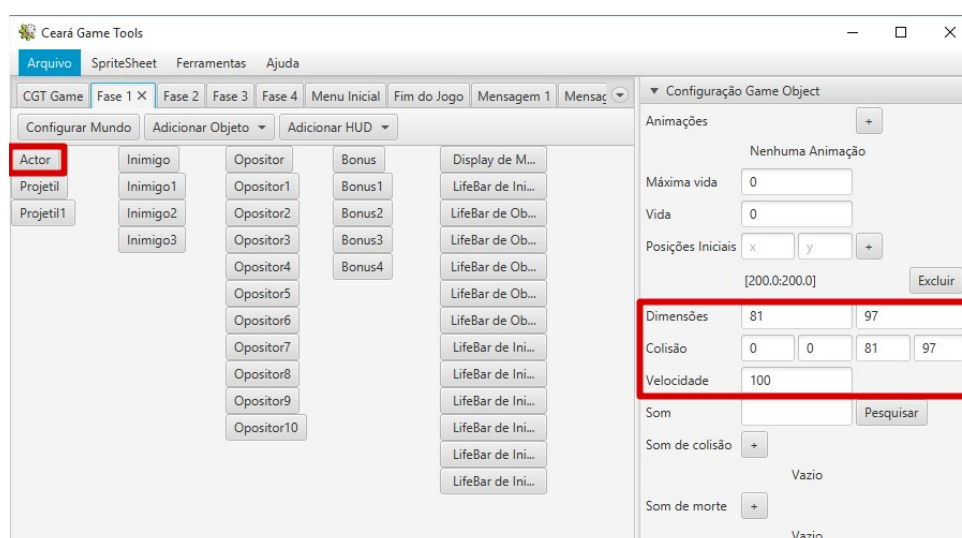 Ceará Game Tools
Arquivo SpriteSheet Ferramentas Ajuda
CGT Game Fase 1 X Fase 2 Fase 3 Fase 4 Menu Inicial Fim do Jogo Mensagem 1
Configurar Mundo Adicionar Objeto Adicionar HUD
Actor Inimigo Opositor Bonus Display de M...
Projetil Inimigo1 Opositor1 Bonus1 LifeBar de Ini...
Projetil1 Inimigo2 Opositor2 Bonus2 LifeBar de Ob...
Inimigo3 Opositor3 Bonus3 LifeBar de Ob...
Opositor4 Bonus4 LifeBar de Ob...
Opositor5 LifeBar de Ob...
Opositor6 LifeBar de Ob...
Opositor7 LifeBar de Ini...
Opositor8 LifeBar de Ini...
Opositor9 LifeBar de Ini...
Opositor10 LifeBar de Ini...
LifeBar de Ini...
LifeBar de Ini...
Configuração Game Object
Animações +
Nenhuma Animação
Máxima vida 0
Vida 0
Posições Iniciais x y +
[200.0:200.0] Excluir
Dimensões 81 97
Colisão 0 0 81 97
Velocidade 100
Som Pesquisar
Som de colisão +
Vazio
Som de morte +
Vazio